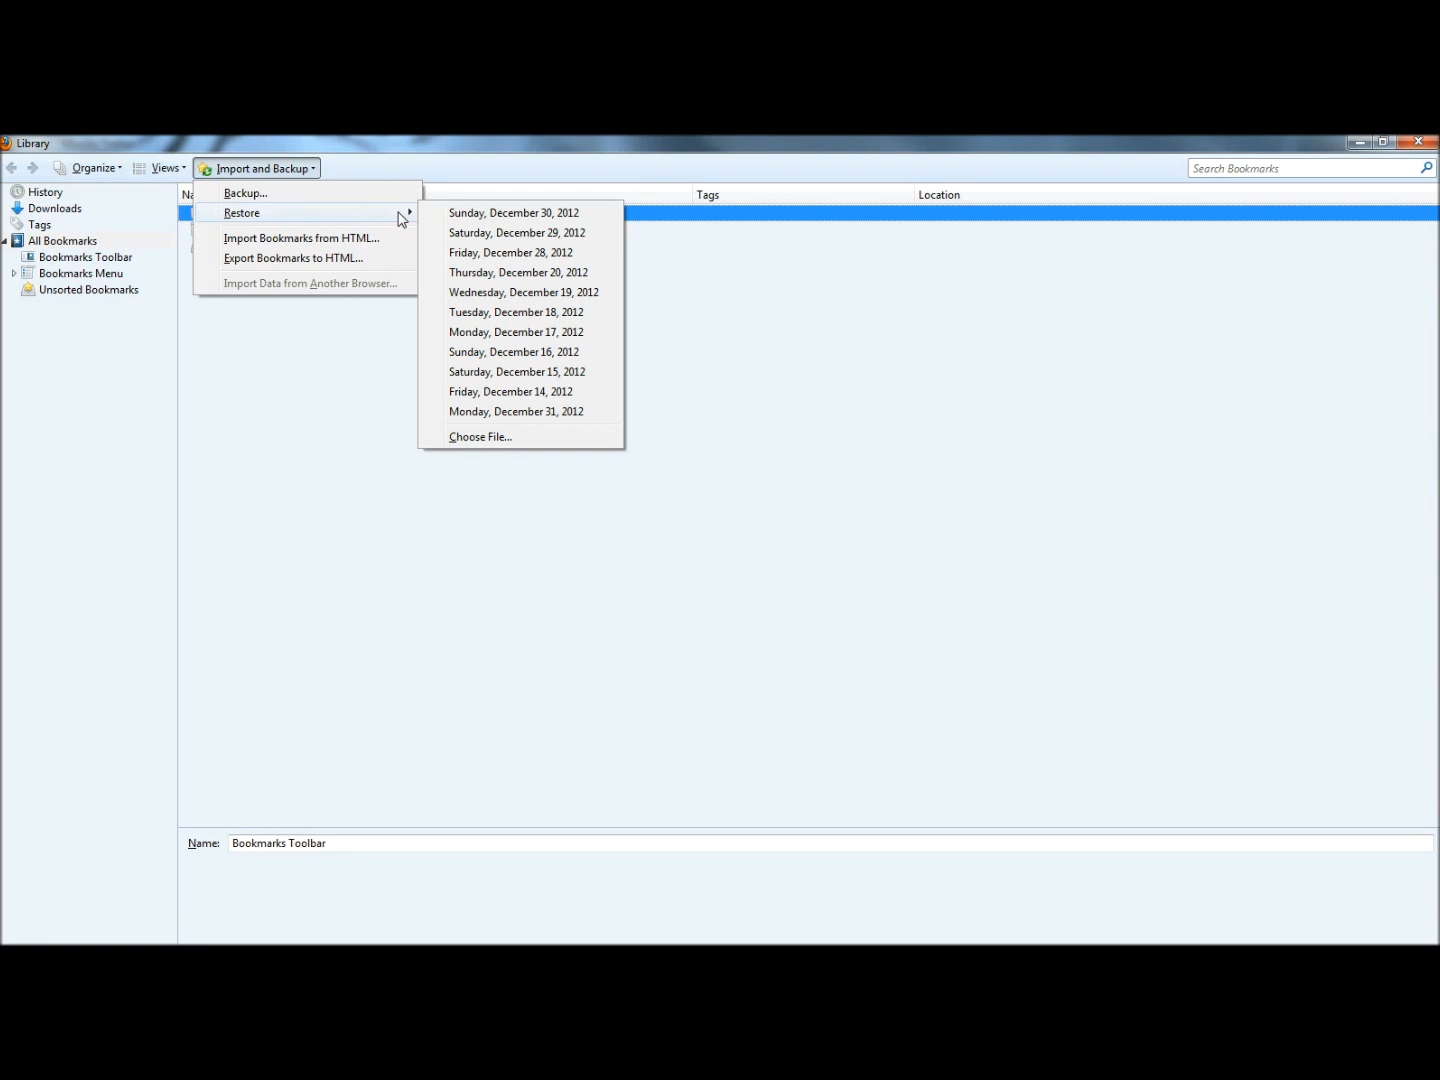 Library
Organize Views Import and Backup Search Bookmarks
History
Downloads
Tags
All Bookmarks
Bookmarks Toolbar
Bookmarks Menu
Unsorted Bookmarks
Tags Location
Backup...
Restore
Import Bookmarks from HTML...
Export Bookmarks to HTML...
Import Data from Another Browser...
Sunday, December 30, 2012
Saturday, December 29, 2012
Friday, December 28, 2012
Thursday, December 20, 2012
Wednesday, December 19, 2012
Tuesday, December 18, 2012
Monday, December 17, 2012
Sunday, December 16, 2012
Saturday, December 15, 2012
Friday, December 14, 2012
Monday, December 31, 2012
Choose File...
Name: Bookmarks Toolbar